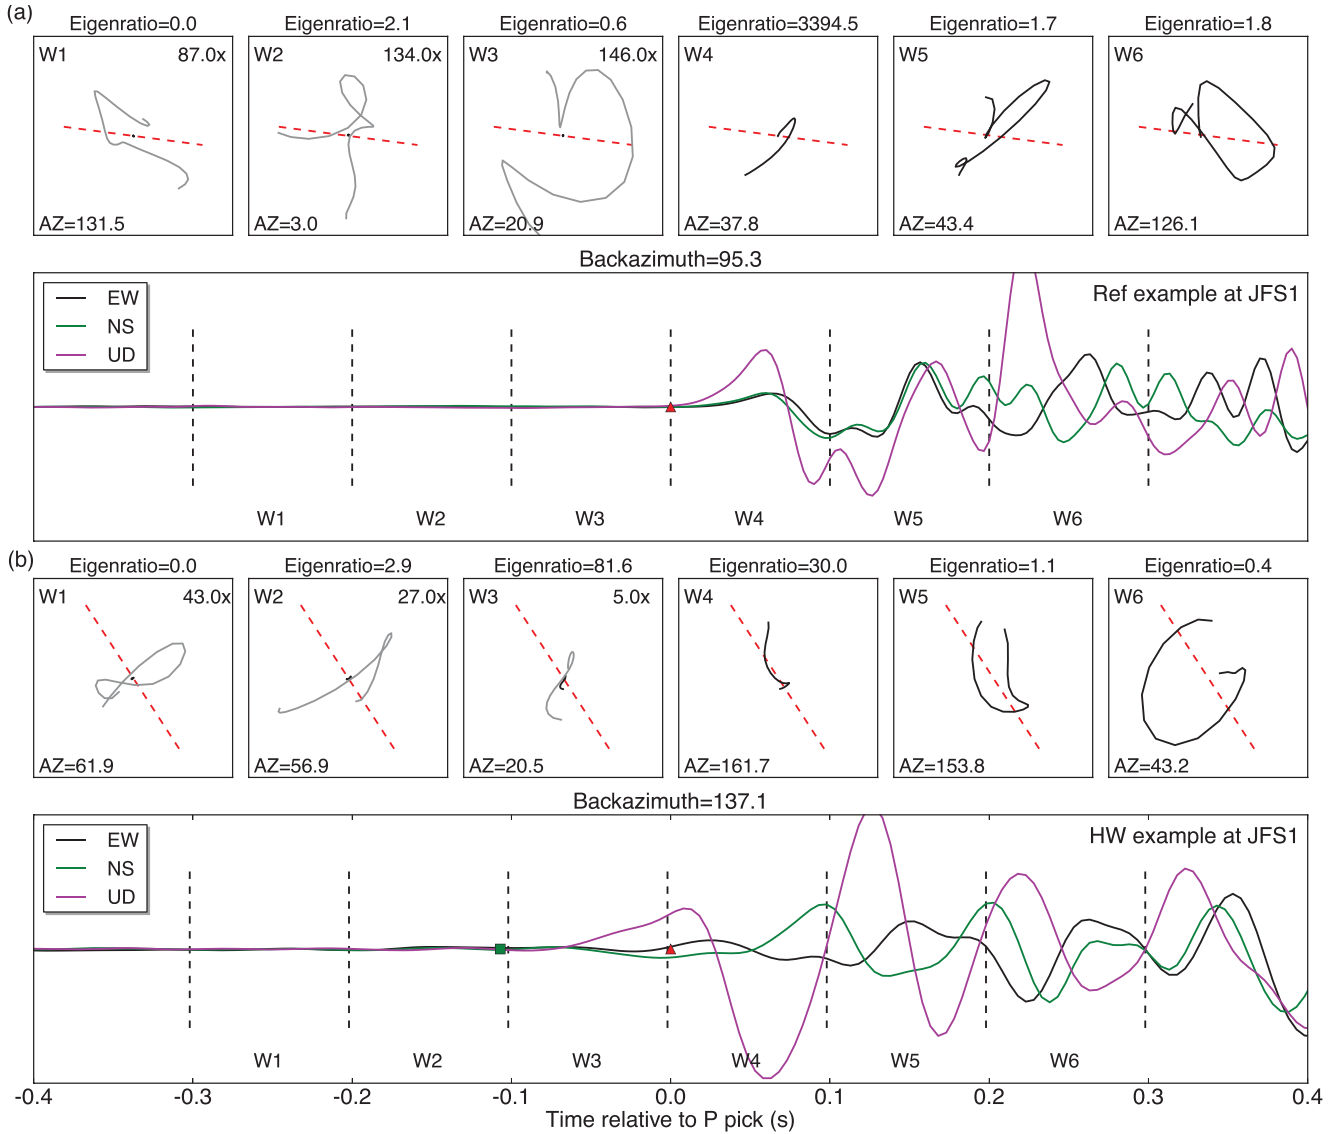 (a)
Eigenratio=0.0 Eigenratio=2.1 Eigenratio=0.6 Eigenratio=3394.5 Eigenratio=1.7 Eigenratio=1.8
W1 87.0x W2 134.0x W3 146.0x W4 W5 W6
AZ=131.5 AZ=3.0 AZ=20.9 AZ=37.8 AZ=43.4 AZ=126.1
Backazimuth=95.3
EW
NS
UD
Ref example at JFS1
W1 W2 W3 W4 W5 W6
(b)
Eigenratio=0.0 Eigenratio=2.9 Eigenratio=81.6 Eigenratio=30.0 Eigenratio=1.1 Eigenratio=0.4
W1 43.0x W2 27.0x W3 5.0x W4 W5 W6
AZ=61.9 AZ=56.9 AZ=20.5 AZ=161.7 AZ=153.8 AZ=43.2
Backazimuth=137.1
EW
NS
UD
HW example at JFS1
W1 W2 W3 W4 W5 W6
-0.4 -0.3 -0.2 -0.1 0.0 0.1 0.2 0.3 0.4
Time relative to P pick (s)